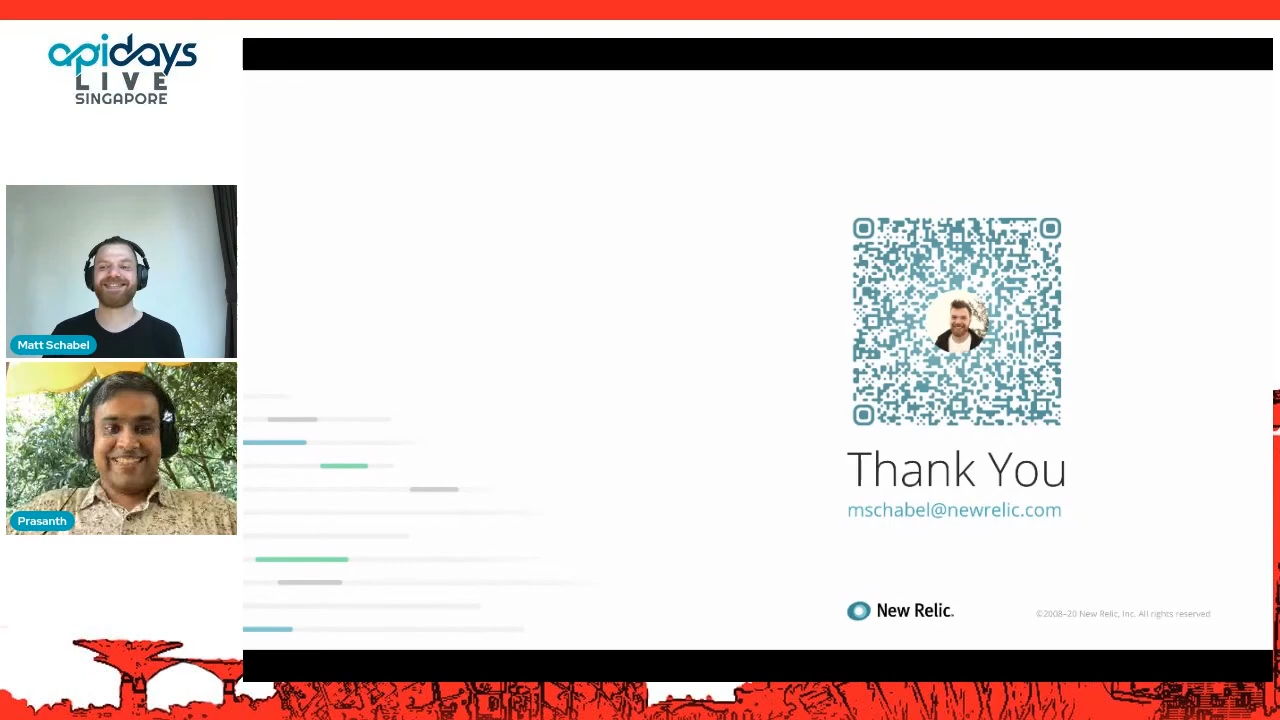 apidays
LIVE
SINGAPORE
Matt Schabel
Prasanth
Thank You
mschabel@newrelic.com
New Relic.
©2008–20 New Relic, Inc. All rights reserved